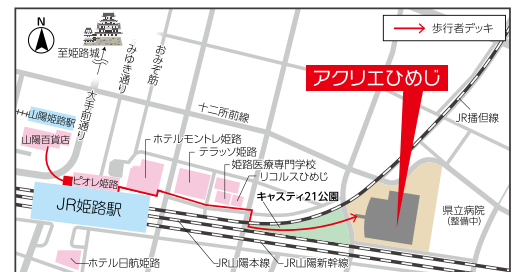 N
歩行者デッキ
至姫路城
みゆき通り
おみぞ筋
アクリエひめじ
十二所前線
大手前通り
山陽姫路駅
JR播但線
山陽百貨店
ホテルモントレ姫路
テラッソ姫路
姫路医療専門学校
リコルスひめじ
ピオレ姫路
キャスティ21公園
JR姫路駅
県立病院
(整備中)
ホテル日航姫路
JR山陽本線
JR山陽新幹線